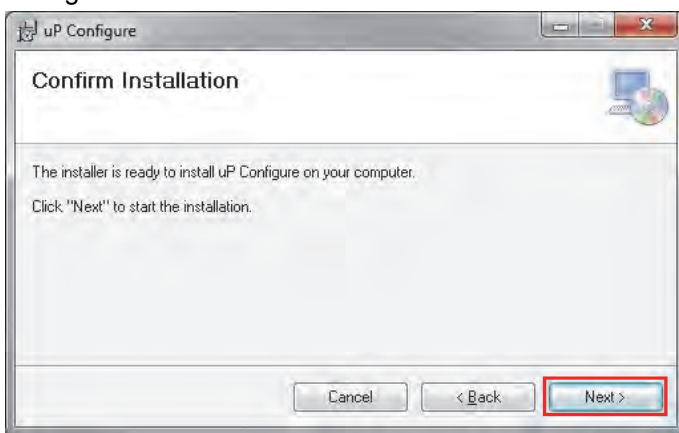 uP Configure
Confirm Installation
The installer is ready to install uP Configure on your computer.
Click "Next" to start the installation.
Cancel
< Back
Next >